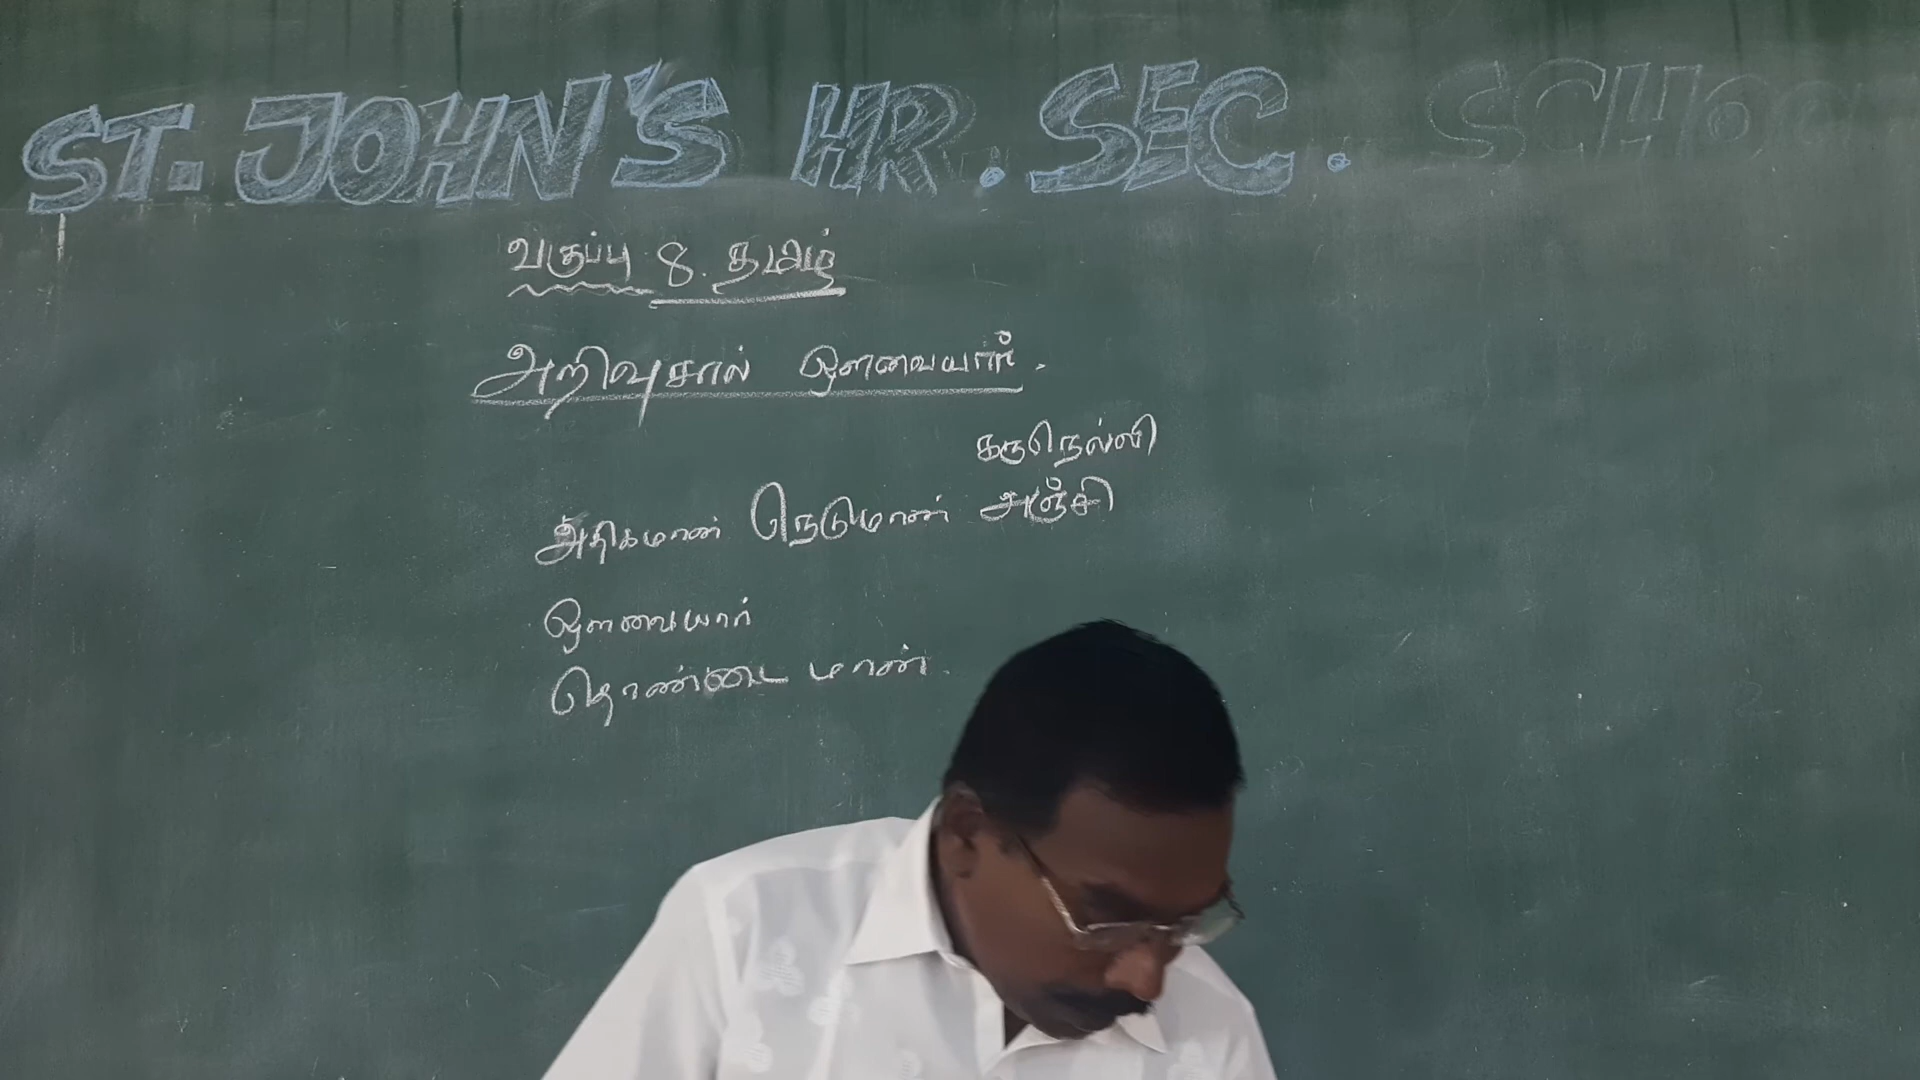 ST. JOHN'S HR. SEC. SCHOO
வகுப்பு 8. தமிழ்
அறிவுசால் ஔவையார்.
கருநெல்லி
அதிகமான் நெடுமான் அஞ்சி
ஔவையார்
தொண்டைமான்.